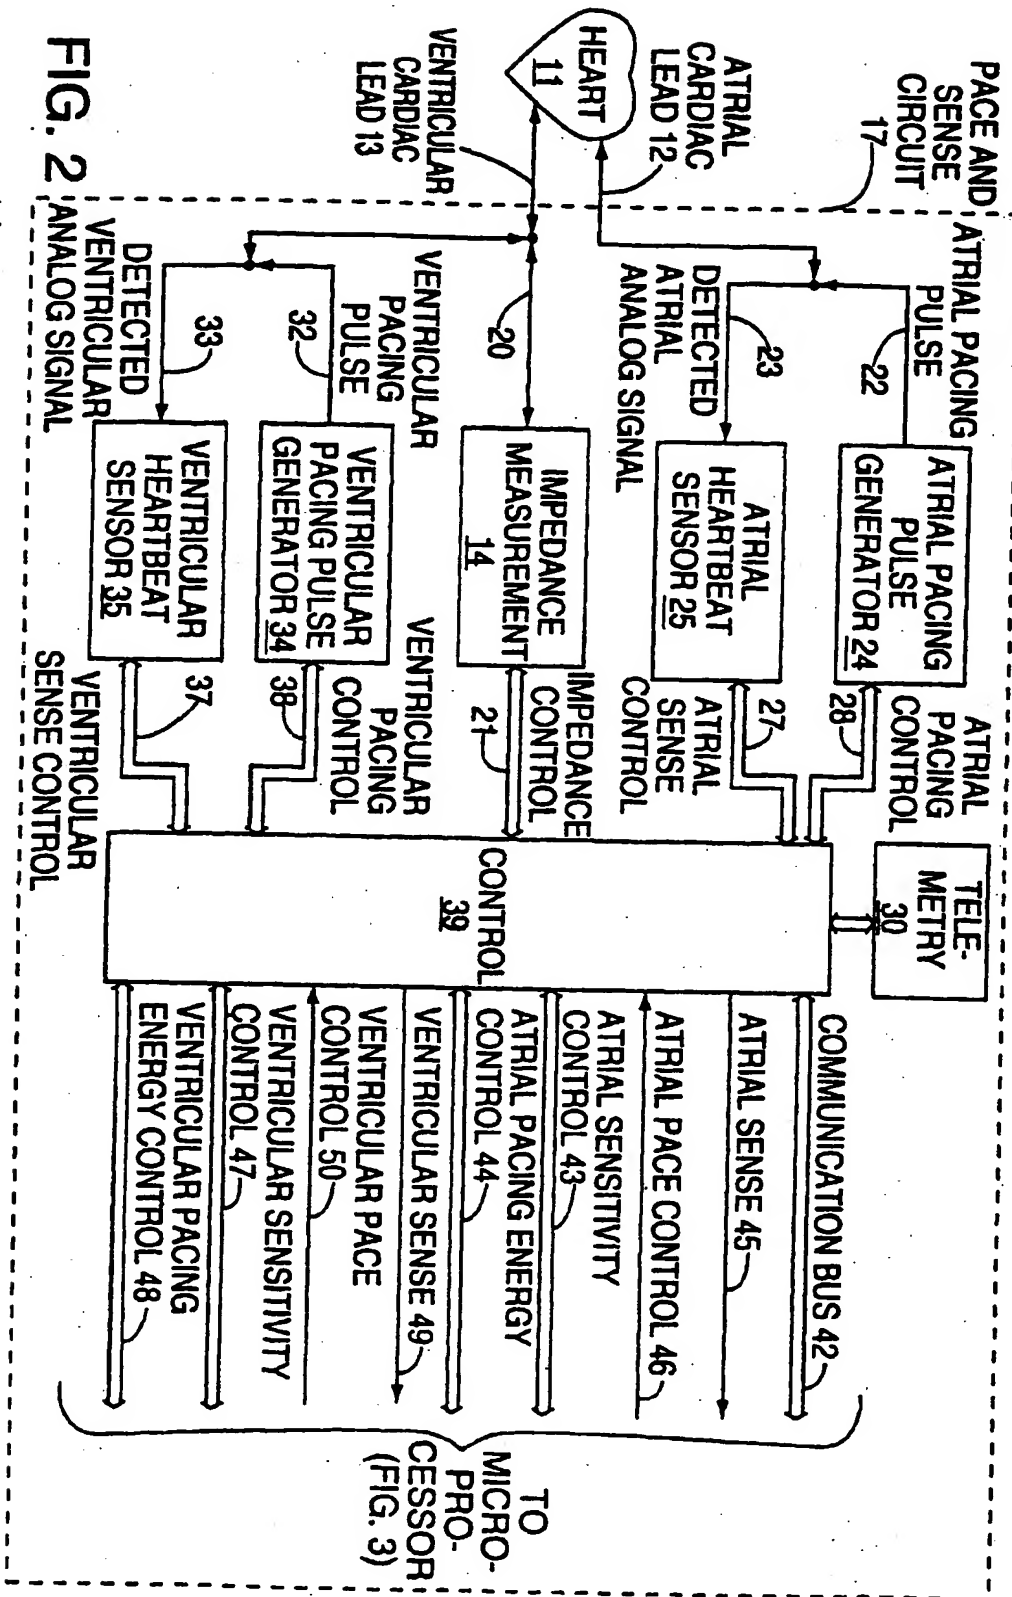 PACE AND
SENSE
CIRCUIT
17
ATRIAL
CARDIAC
LEAD 12
HEART
11
VENTRICULAR
CARDIAC
LEAD 13
ATRIAL PACING
PULSE
22
ATRIAL PACING
PULSE
GENERATOR 24
ATRIAL
PACING
CONTROL
28
23
DETECTED
ATRIAL
ANALOG SIGNAL
ATRIAL
HEARTBEAT
SENSOR 25
27
ATRIAL
SENSE
CONTROL
20
IMPEDANCE
MEASUREMENT
14
IMPEDANCE
CONTROL
21
VENTRICULAR
PACING
PULSE
32
VENTRICULAR
PACING PULSE
GENERATOR 34
VENTRICULAR
PACING
CONTROL
38
33
DETECTED
VENTRICULAR
ANALOG SIGNAL
VENTRICULAR
HEARTBEAT
SENSOR 35
37
VENTRICULAR
SENSE CONTROL
TELE-
METRY
30
CONTROL
39
COMMUNICATION BUS 42
ATRIAL SENSE 45
ATRIAL PACE CONTROL 46
ATRIAL SENSITIVITY
CONTROL 43
ATRIAL PACING ENERGY
CONTROL 44
VENTRICULAR SENSE 49
VENTRICULAR PACE
CONTROL 50
VENTRICULAR SENSITIVITY
CONTROL 47
VENTRICULAR PACING
ENERGY CONTROL 48
TO
MICRO-
PRO-
CESSOR
(FIG. 3)
FIG. 2